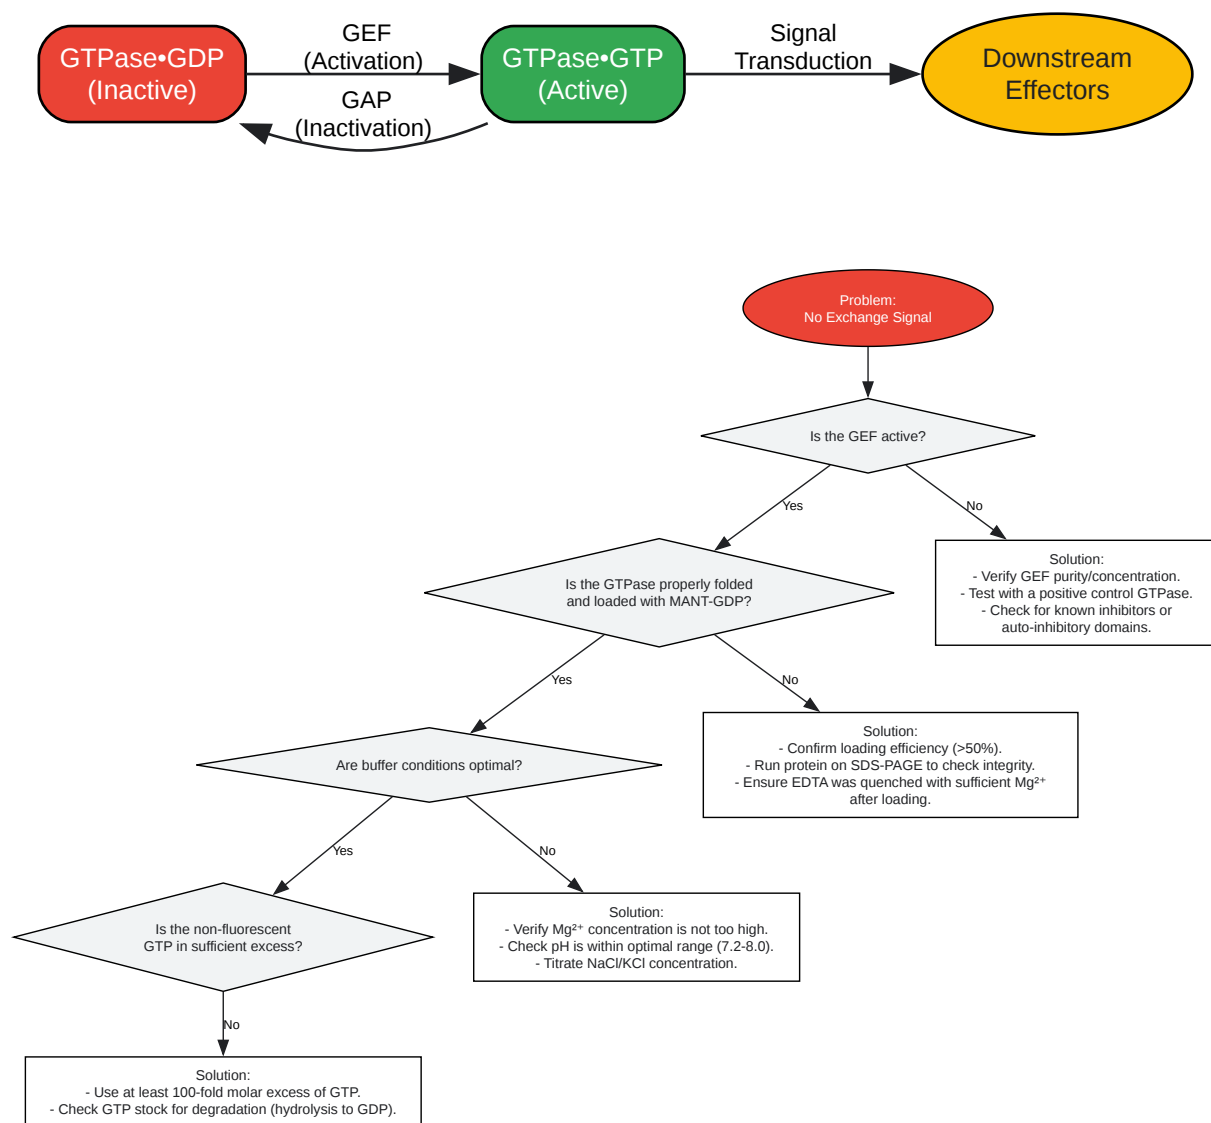 GTPase•GDP
(Inactive)
GEF
(Activation)
GAP
(Inactivation)
GTPase•GTP
(Active)
Signal
Transduction
Downstream
Effectors
Problem:
No Exchange Signal
Is the GEF active?
Yes
No
Solution:
- Verify GEF purity/concentration.
- Test with a positive control GTPase.
- Check for known inhibitors or
auto-inhibitory domains.
Is the GTPase properly folded
and loaded with MANT-GDP?
Yes
No
Solution:
- Confirm loading efficiency (>50%).
- Run protein on SDS-PAGE to check integrity.
- Ensure EDTA was quenched with sufficient Mg²⁺
after loading.
Are buffer conditions optimal?
Yes
No
Solution:
- Verify Mg²⁺ concentration is not too high.
- Check pH is within optimal range (7.2-8.0).
- Titrate NaCl/KCl concentration.
Is the non-fluorescent
GTP in sufficient excess?
No
Solution:
- Use at least 100-fold molar excess of GTP.
- Check GTP stock for degradation (hydrolysis to GDP).